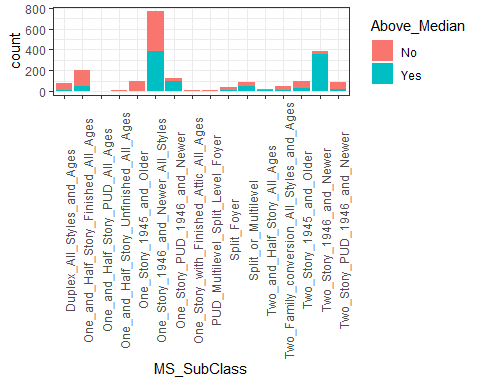 800
600
400
200
0
count
Duplex_All_Styles_and_Ages
One_and_Half_Story_Finished_All_Ages
One_and_Half_Story_PUD_All_Ages
One_and_Half_Story_Unfinished_All_Ages
One_Story_1945_and_Older
One_Story_1946_and_Newer_All_Styles
One_Story_PUD_1946_and_Newer
One_Story_with_Finished_Attic_All_Ages
PUD_Multilevel_Split_Level_Foyer
Split_Foyer
Split_or_Multilevel
Two_and_Half_Story_All_Ages
Two_Family_conversion_All_Styles_and_Ages
Two_Story_1945_and_Older
Two_Story_1946_and_Newer
Two_Story_PUD_1946_and_Newer
MS_SubClass
Above_Median
No
Yes